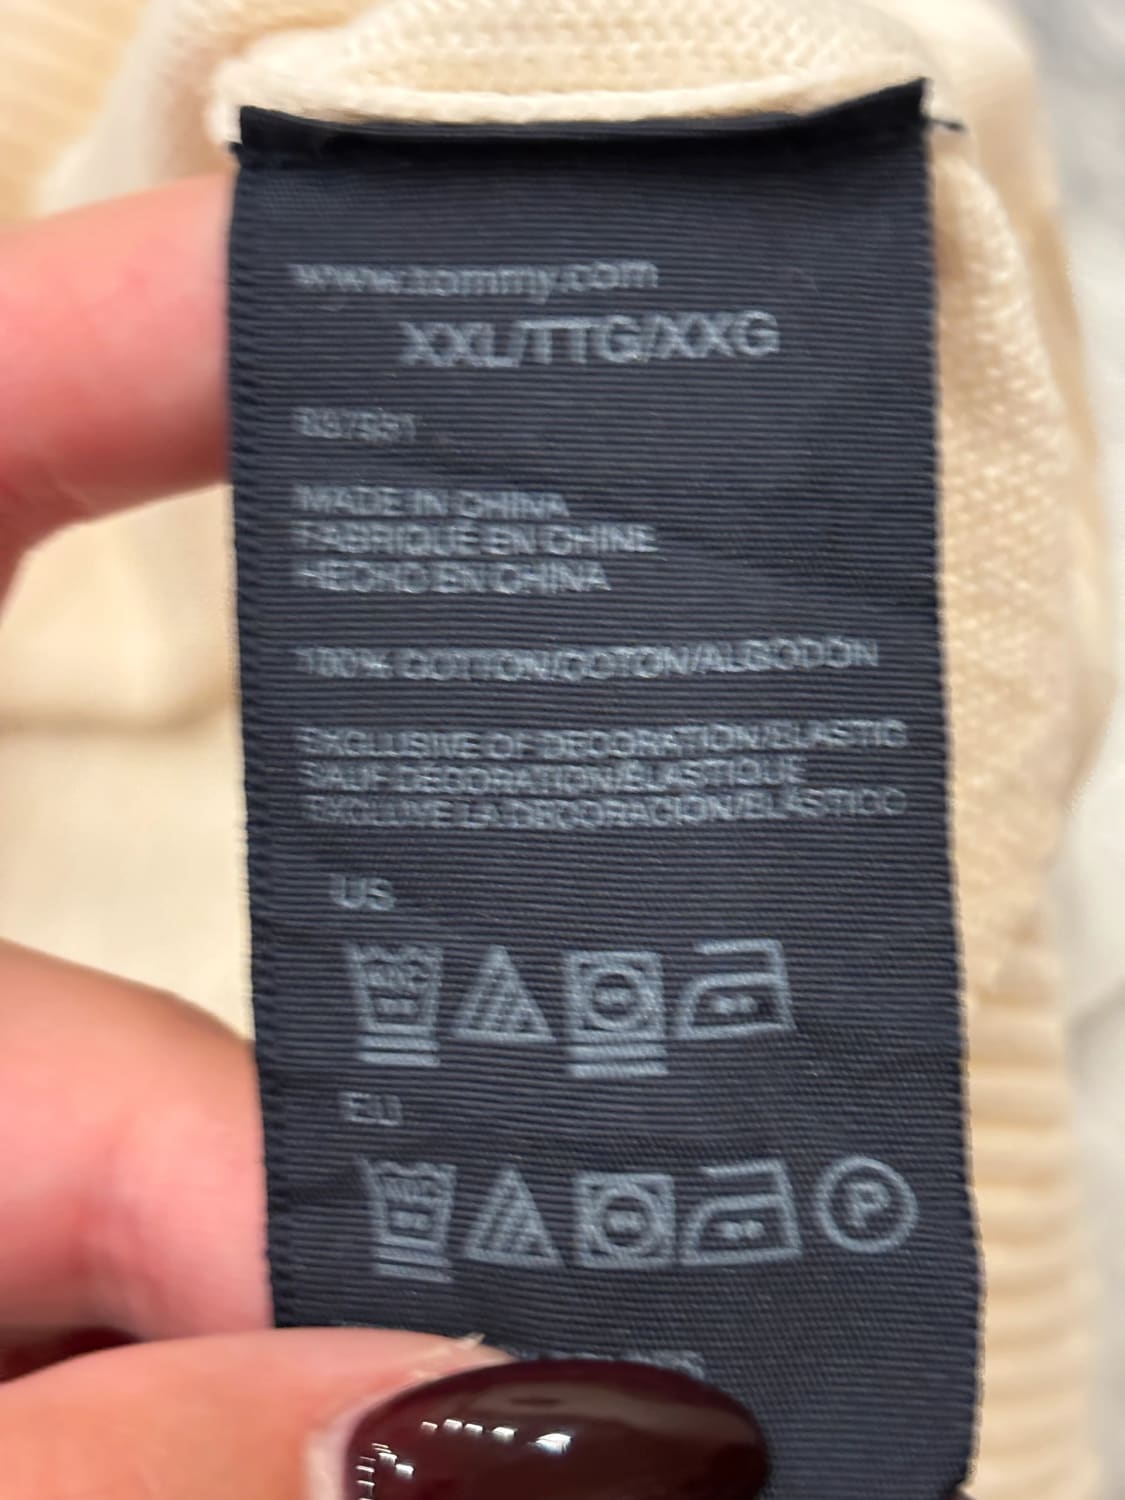 www.tommy.com
XXL/TTG/XXG
MADE IN CHINA
FABRIQUÉ EN CHINE
HECHO EN CHINA
100% COTTON/COTON/ALGODÓN
EXCLUSIVE OF DECORATION/ELASTIC
SAUF DÉCORATION/ÉLASTIQUE
EXCLUYE LA DECORACIÓN/ELÁSTICO
US
EU
P